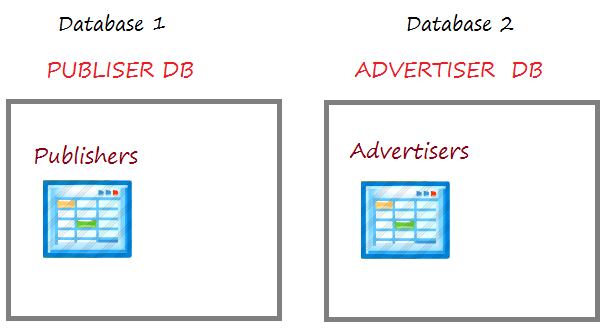 Database 1
Database 2
PUBLISER DB
ADVERTISER DB
Publishers
Advertisers